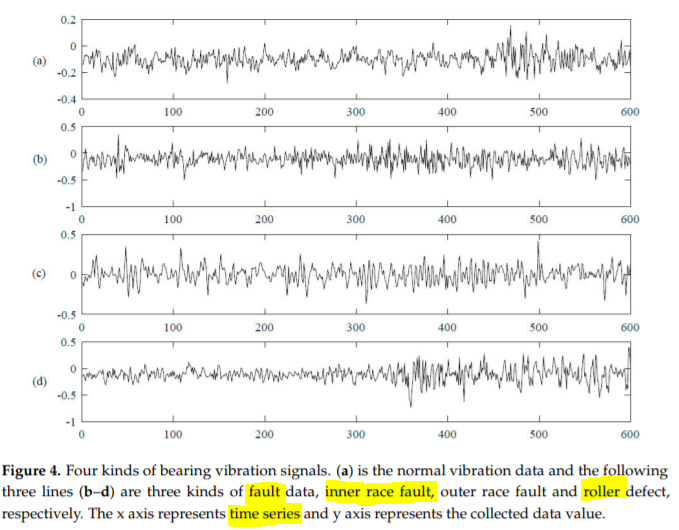 0.2
0
-0.2
-0.4
(a)
0 100 200 300 400 500 600
0.5
0
-0.5
-1
(b)
0 100 200 300 400 500 600
0.5
0
-0.5
(c)
0 100 200 300 400 500 600
0.5
0
-0.5
-1
(d)
0 100 200 300 400 500 600
Figure 4. Four kinds of bearing vibration signals. (a) is the normal vibration data and the following
three lines (b–d) are three kinds of fault data, inner race fault, outer race fault and roller defect,
respectively. The x axis represents time series and y axis represents the collected data value.